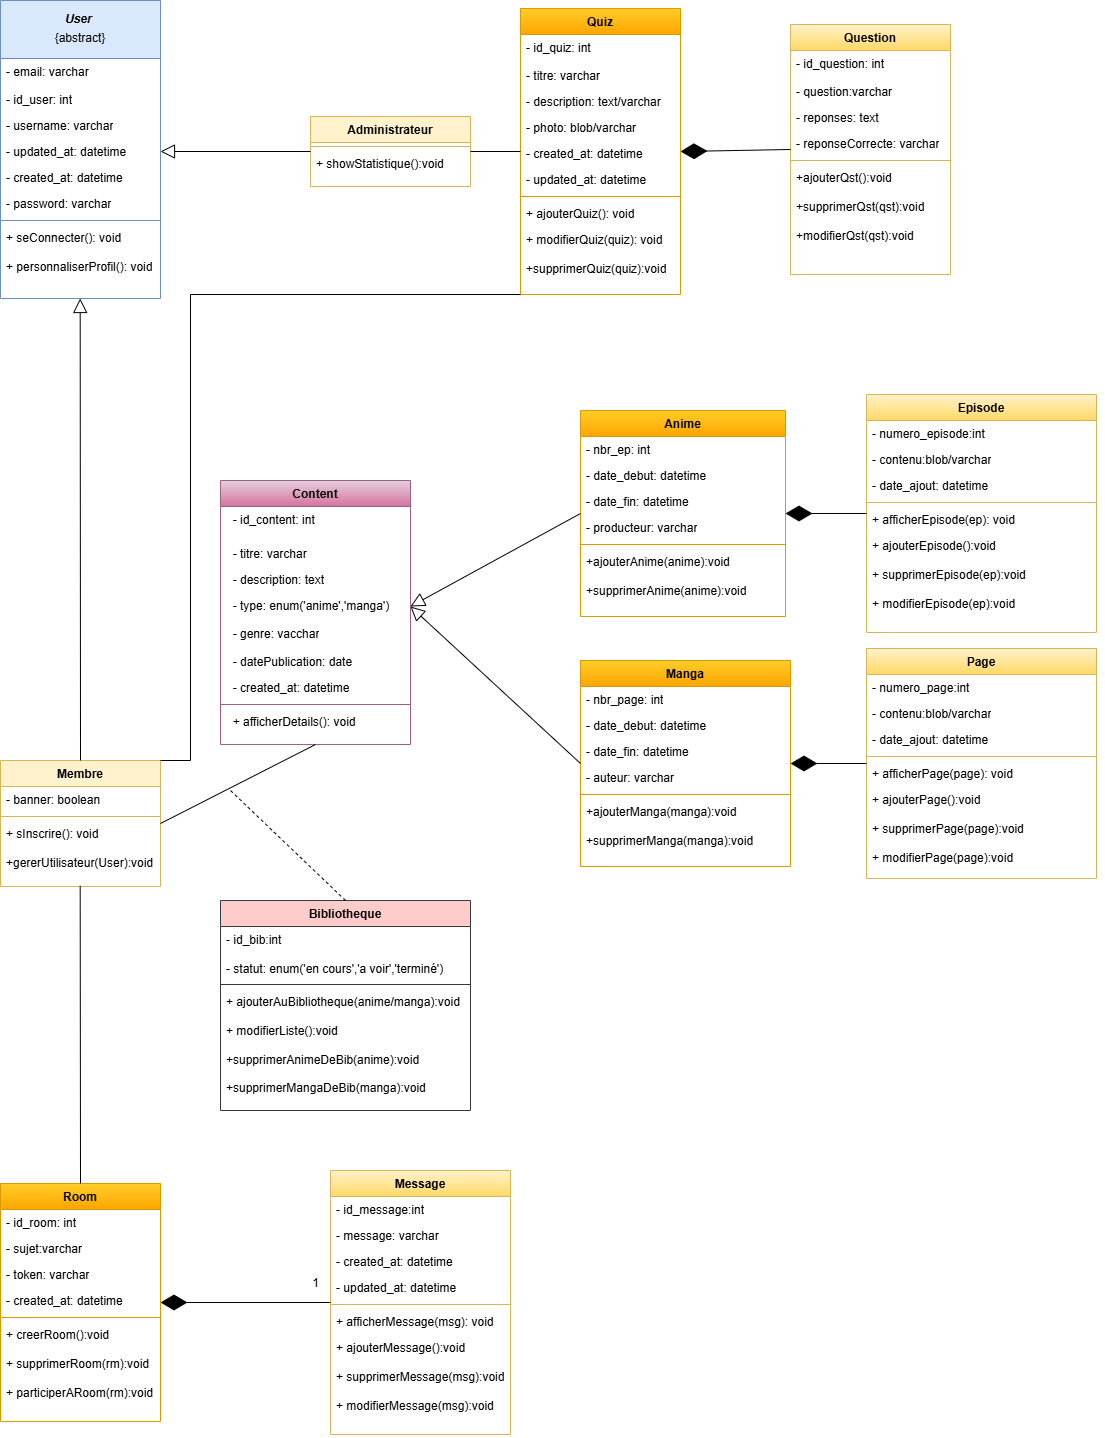 User
{abstract}
- email: varchar
- id_user: int
- username: varchar
- updated_at: datetime
- created_at: datetime
- password: varchar
+ seConnecter(): void
+ personnaliserProfil(): void
Administrateur
+ showStatistique():void
Quiz
- id_quiz: int
- titre: varchar
- description: text/varchar
- photo: blob/varchar
- created_at: datetime
- updated_at: datetime
+ ajouterQuiz(): void
+ modifierQuiz(quiz): void
+supprimerQuiz(quiz):void
Question
- id_question: int
- question:varchar
- reponses: text
- reponseCorrecte: varchar
+ajouterQst():void
+supprimerQst(qst):void
+modifierQst(qst):void
Content
- id_content: int
- titre: varchar
- description: text
- type: enum('anime','manga')
- genre: vacchar
- datePublication: date
- created_at: datetime
+ afficherDetails(): void
Anime
- nbr_ep: int
- date_debut: datetime
- date_fin: datetime
- producteur: varchar
+ajouterAnime(anime):void
+supprimerAnime(anime):void
Episode
- numero_episode:int
- contenu:blob/varchar
- date_ajout: datetime
+ afficherEpisode(ep): void
+ ajouterEpisode():void
+ supprimerEpisode(ep):void
+ modifierEpisode(ep):void
Manga
- nbr_page: int
- date_debut: datetime
- date_fin: datetime
- auteur: varchar
+ajouterManga(manga):void
+supprimerManga(manga):void
Page
- numero_page:int
- contenu:blob/varchar
- date_ajout: datetime
+ afficherPage(page): void
+ ajouterPage():void
+ supprimerPage(page):void
+ modifierPage(page):void
Membre
- banner: boolean
+ sInscrire(): void
+gererUtilisateur(User):void
Bibliotheque
- id_bib:int
- statut: enum('en cours','a voir','terminé')
+ ajouterAuBibliotheque(anime/manga):void
+ modifierListe():void
+supprimerAnimeDeBib(anime):void
+supprimerMangaDeBib(manga):void
Room
- id_room: int
- sujet:varchar
- token: varchar
- created_at: datetime
+ creerRoom():void
+ supprimerRoom(rm):void
+ participerARoom(rm):void
1
Message
- id_message:int
- message: varchar
- created_at: datetime
- updated_at: datetime
+ afficherMessage(msg): void
+ ajouterMessage():void
+ supprimerMessage(msg):void
+ modifierMessage(msg):void